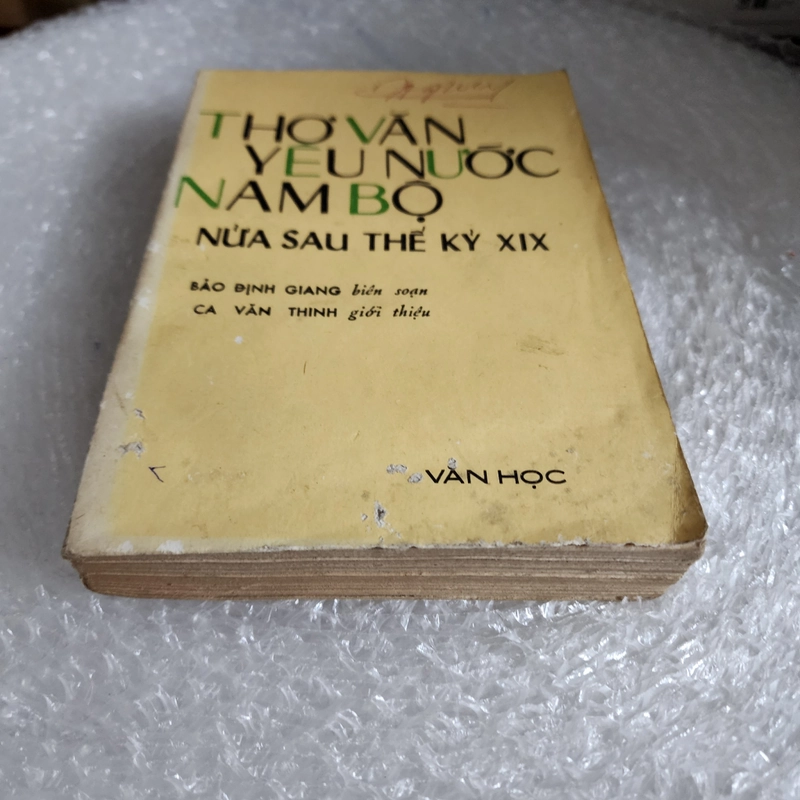 THƠ VĂN
YÊU NƯỚC
NAM BỘ
NỬA SAU THẾ KỶ XIX
BẢO ĐỊNH GIANG biên soạn
CA VĂN THỈNH giới thiệu
VĂN HỌC